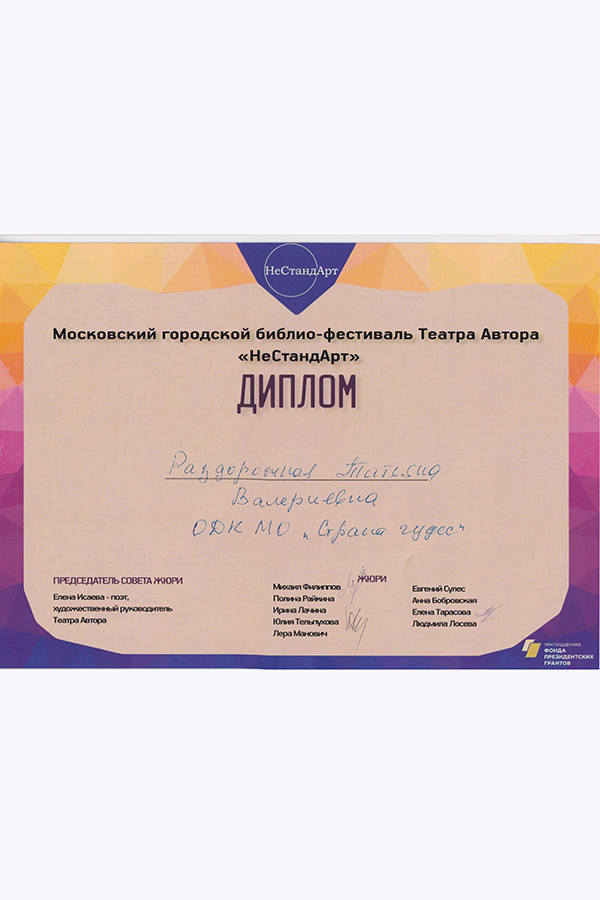 НеСтандАрт
Московский городской библио-фестиваль Театра Автора
«НеСтандАрт»
ДИПЛОМ
Раздорожная Татьяна
Валериевна
ОДК МО „Страна чудес“
ПРЕДСЕДАТЕЛЬ СОВЕТА ЖЮРИ
Елена Исаева - поэт,
художественный руководитель
Театра Автора
ЖЮРИ
Михаил Филиппов
Полина Райкина
Ирина Лачина
Юлия Тельпухова
Лера Манович
Евгений Сулес
Анна Бобровская
Елена Тарасова
Людмила Лосева
ПРИ ПОДДЕРЖКЕ
ФОНДА
ПРЕЗИДЕНТСКИХ
ГРАНТОВ